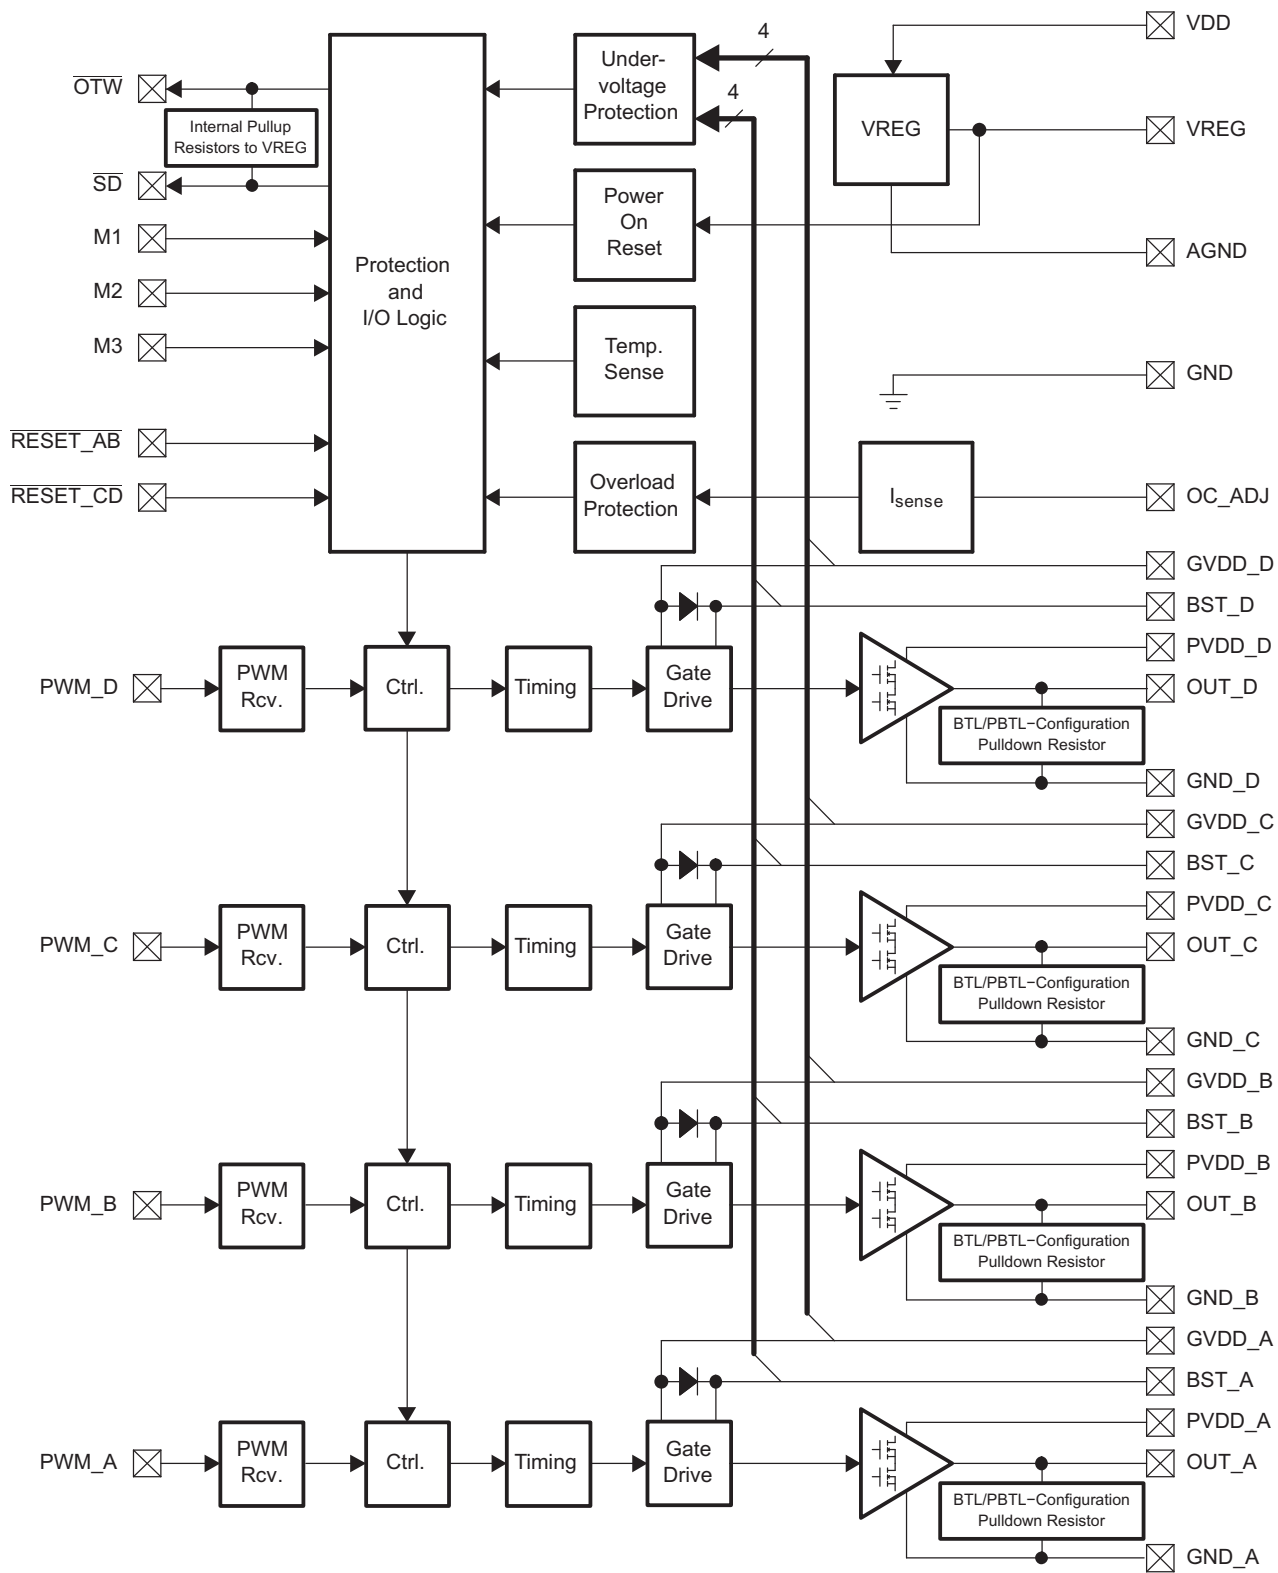 4
VDD
OTW
Under-
voltage
Protection
4
VREG
VREG
Internal Pullup
Resistors to VREG
SD
Power
On
Reset
M1
AGND
Protection
and
I/O Logic
M2
M3
Temp.
Sense
GND
RESET_AB
RESET_CD
Overload
Protection
Isense
OC_ADJ
GVDD_D
BST_D
PVDD_D
PWM_D
PWM
Rcv.
Ctrl.
Timing
Gate
Drive
OUT_D
BTL/PBTL−Configuration
Pulldown Resistor
GND_D
GVDD_C
BST_C
PVDD_C
PWM_C
PWM
Rcv.
Ctrl.
Timing
Gate
Drive
OUT_C
BTL/PBTL−Configuration
Pulldown Resistor
GND_C
GVDD_B
BST_B
PVDD_B
PWM_B
PWM
Rcv.
Ctrl.
Timing
Gate
Drive
OUT_B
BTL/PBTL−Configuration
Pulldown Resistor
GND_B
GVDD_A
BST_A
PVDD_A
PWM_A
PWM
Rcv.
Ctrl.
Timing
Gate
Drive
OUT_A
BTL/PBTL−Configuration
Pulldown Resistor
GND_A